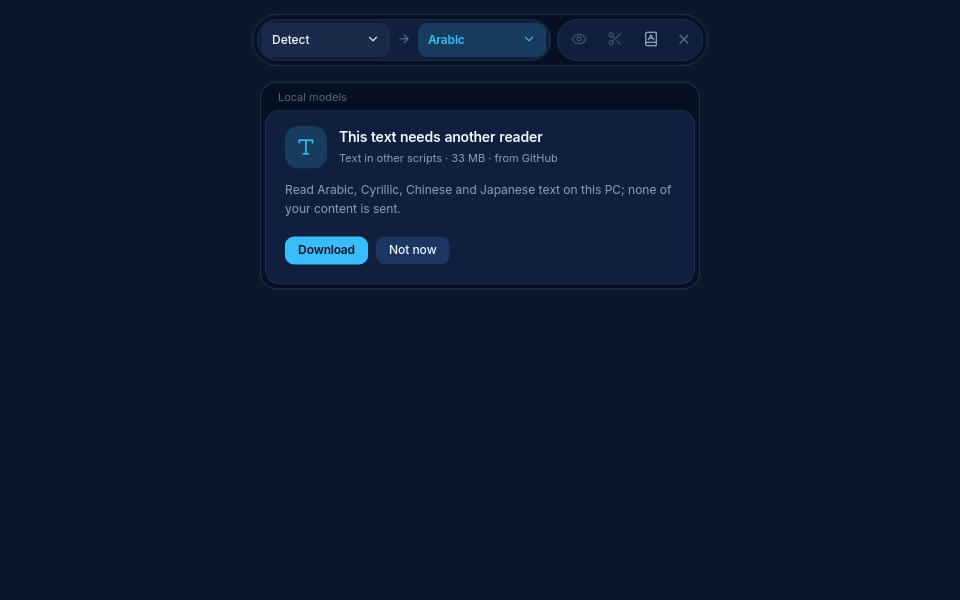 Detect
Arabic
Local models
This text needs another reader
Text in other scripts · 33 MB · from GitHub
Read Arabic, Cyrillic, Chinese and Japanese text on this PC; none of
your content is sent.
Download
Not now